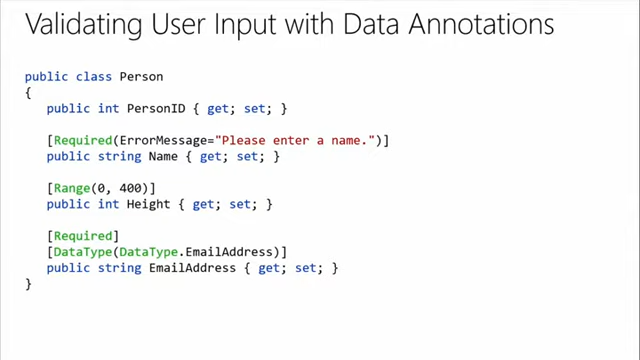 Validating User Input with Data Annotations
public class Person
{
public int PersonID { get; set; }
[Required(ErrorMessage="Please enter a name.")]
public string Name { get; set; }
[Range(0, 400)]
public int Height { get; set; }
[Required]
[DataType(DataType.EmailAddress)]
public string EmailAddress { get; set; }
}